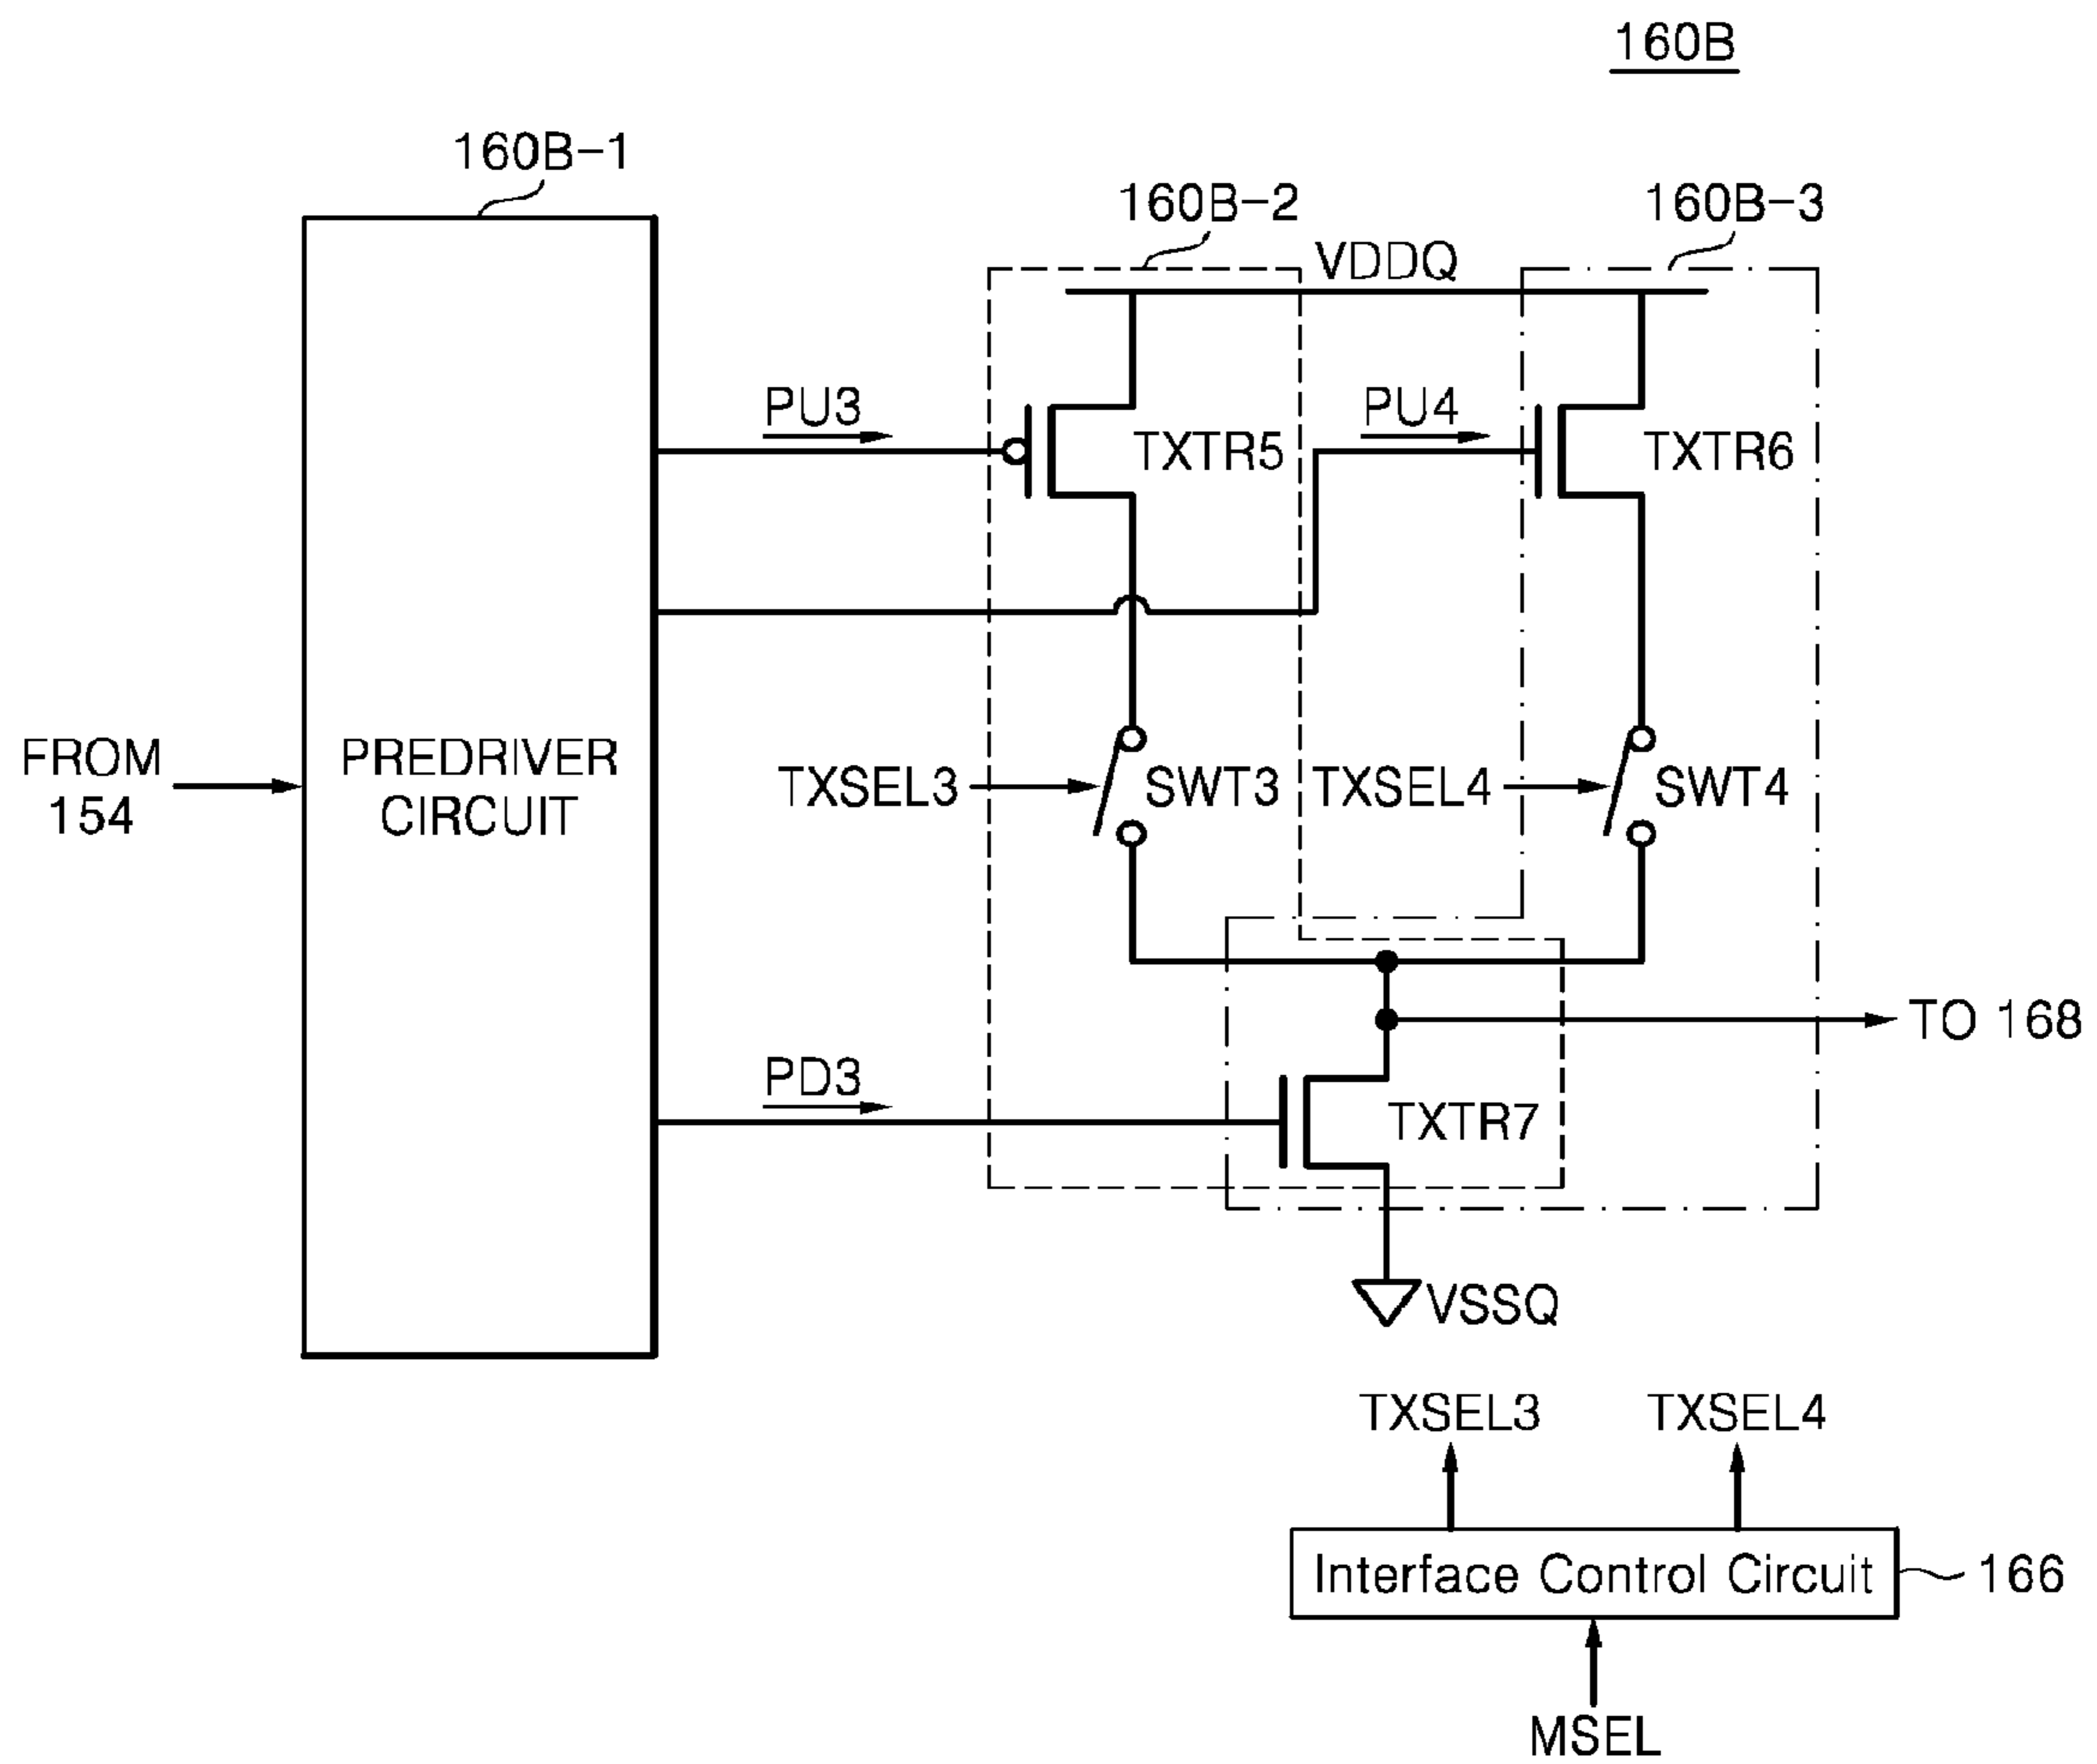 160B
160B-1
160B-2
160B-3
VDDQ
PU3
PU4
TXTR5
TXTR6
FROM
154
PREDRIVER
CIRCUIT
TXSEL3
SWT3
TXSEL4
SWT4
TO 168
PD3
TXTR7
VSSQ
TXSEL3
TXSEL4
Interface Control Circuit
166
MSEL